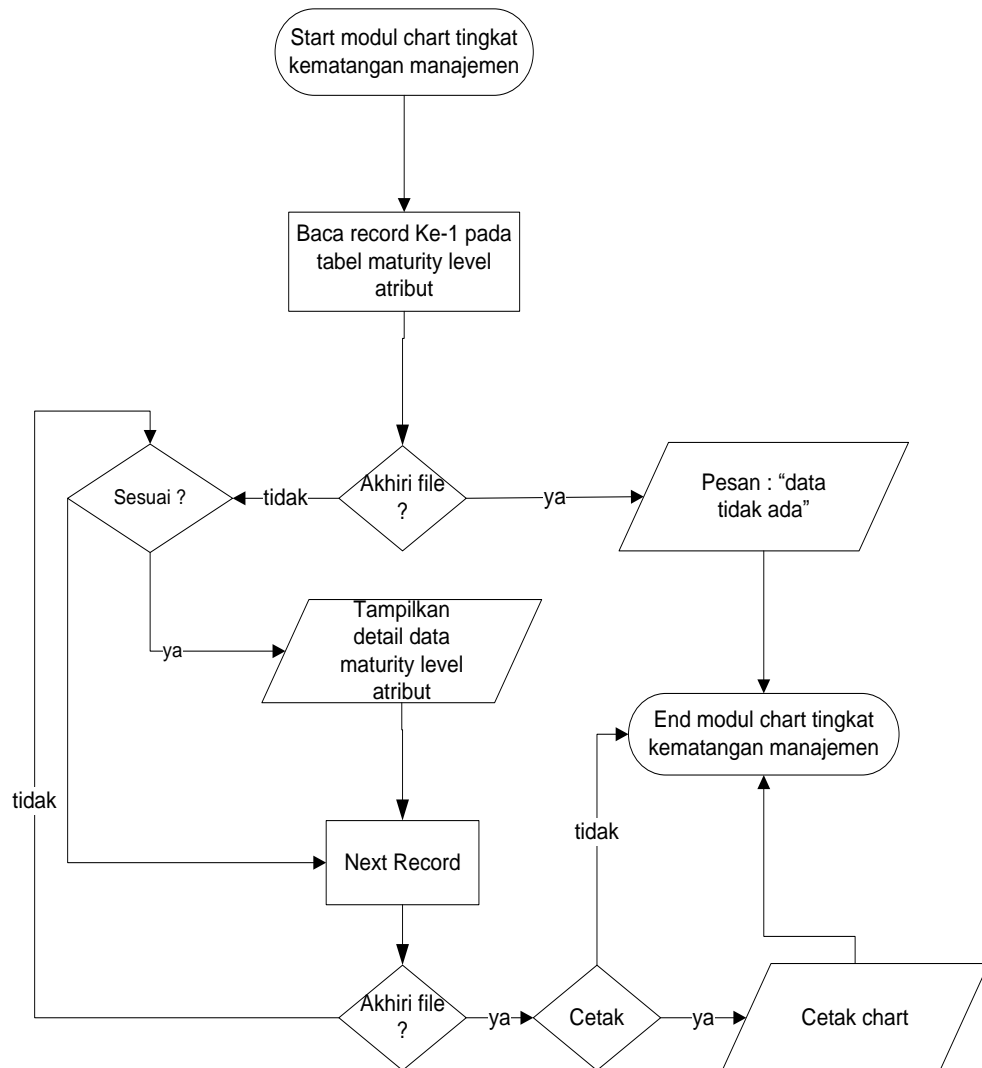 Start modul chart tingkat
kematangan manajemen
Baca record Ke-1 pada
tabel maturity level
atribut
Sesuai ?
tidak
Akhiri file
?
ya
Pesan : “data
tidak ada”
ya
Tampilkan
detail data
maturity level
atribut
End modul chart tingkat
kematangan manajemen
tidak
tidak
Next Record
Akhiri file
?
ya
Cetak
ya
Cetak chart